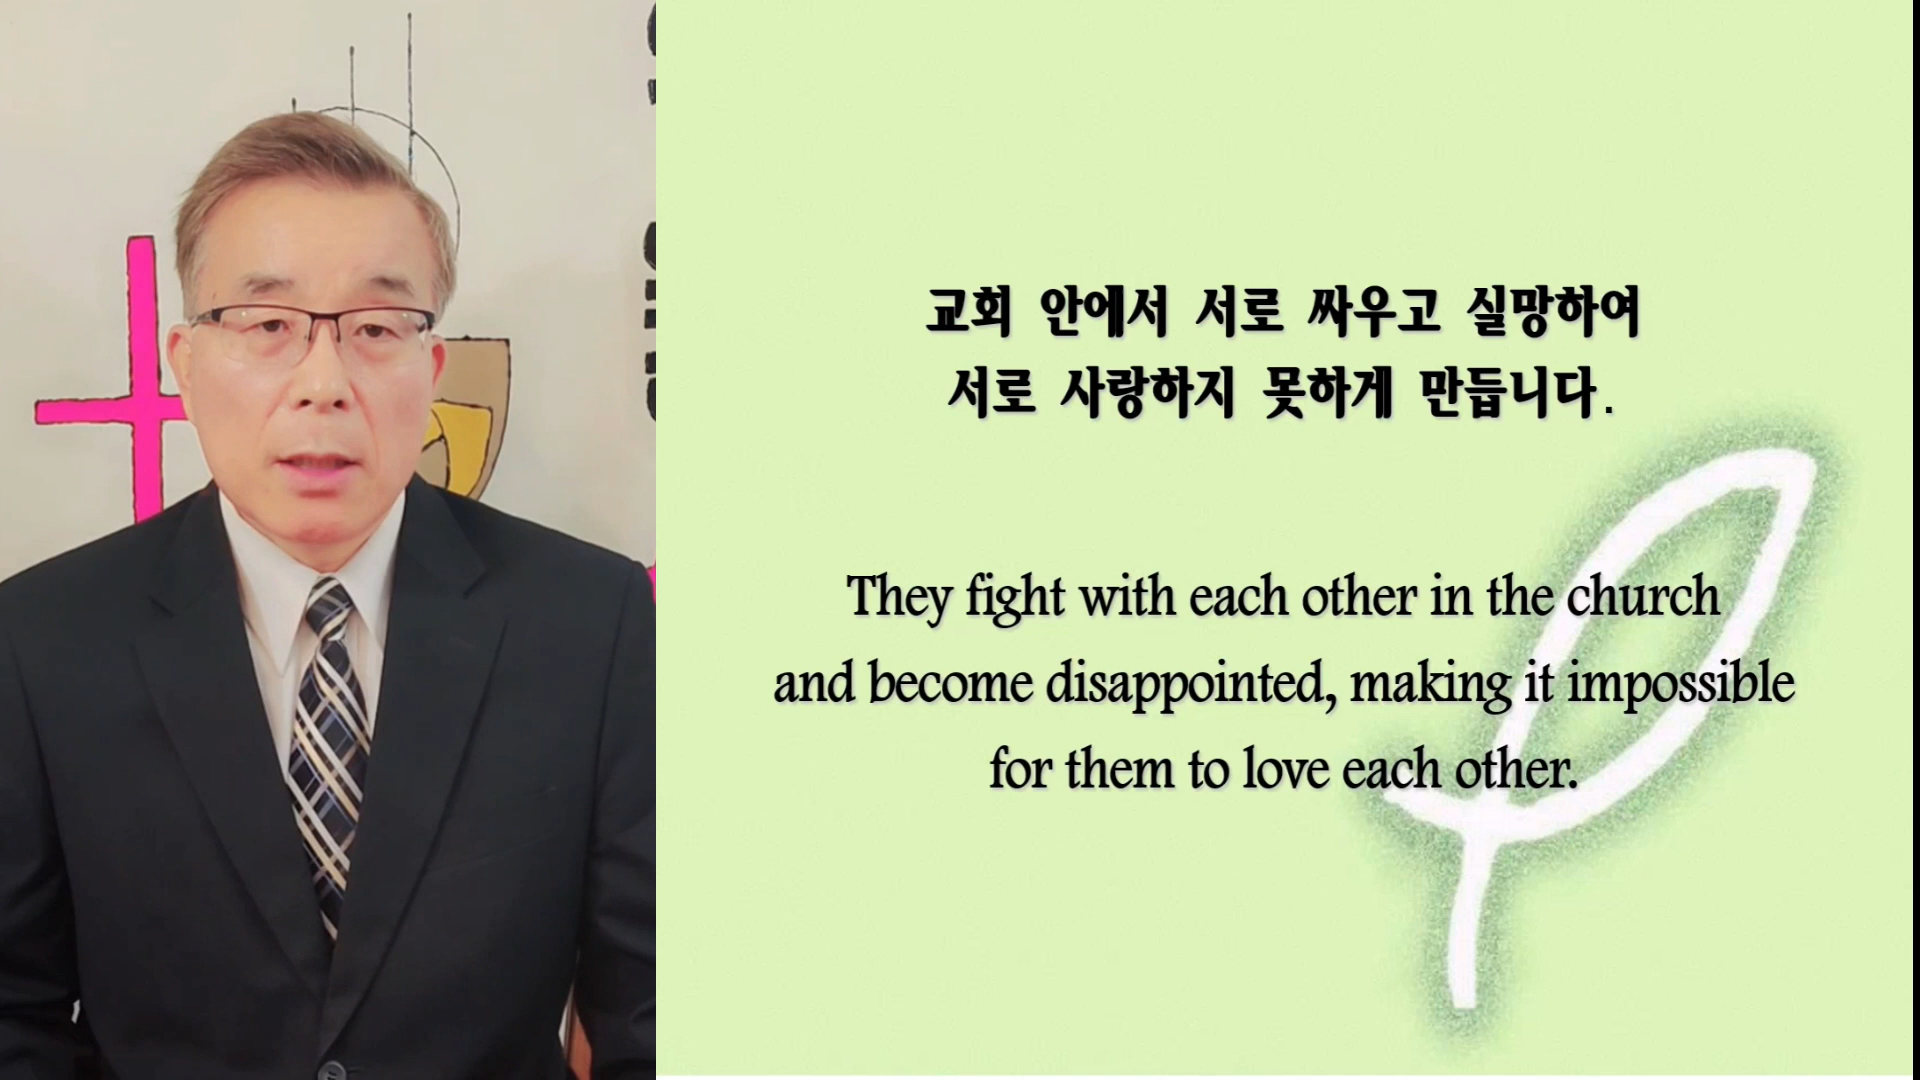 교회 안에서 서로 싸우고 실망하여
서로 사랑하지 못하게 만듭니다.
They fight with each other in the church
and become disappointed, making it impossible
for them to love each other.